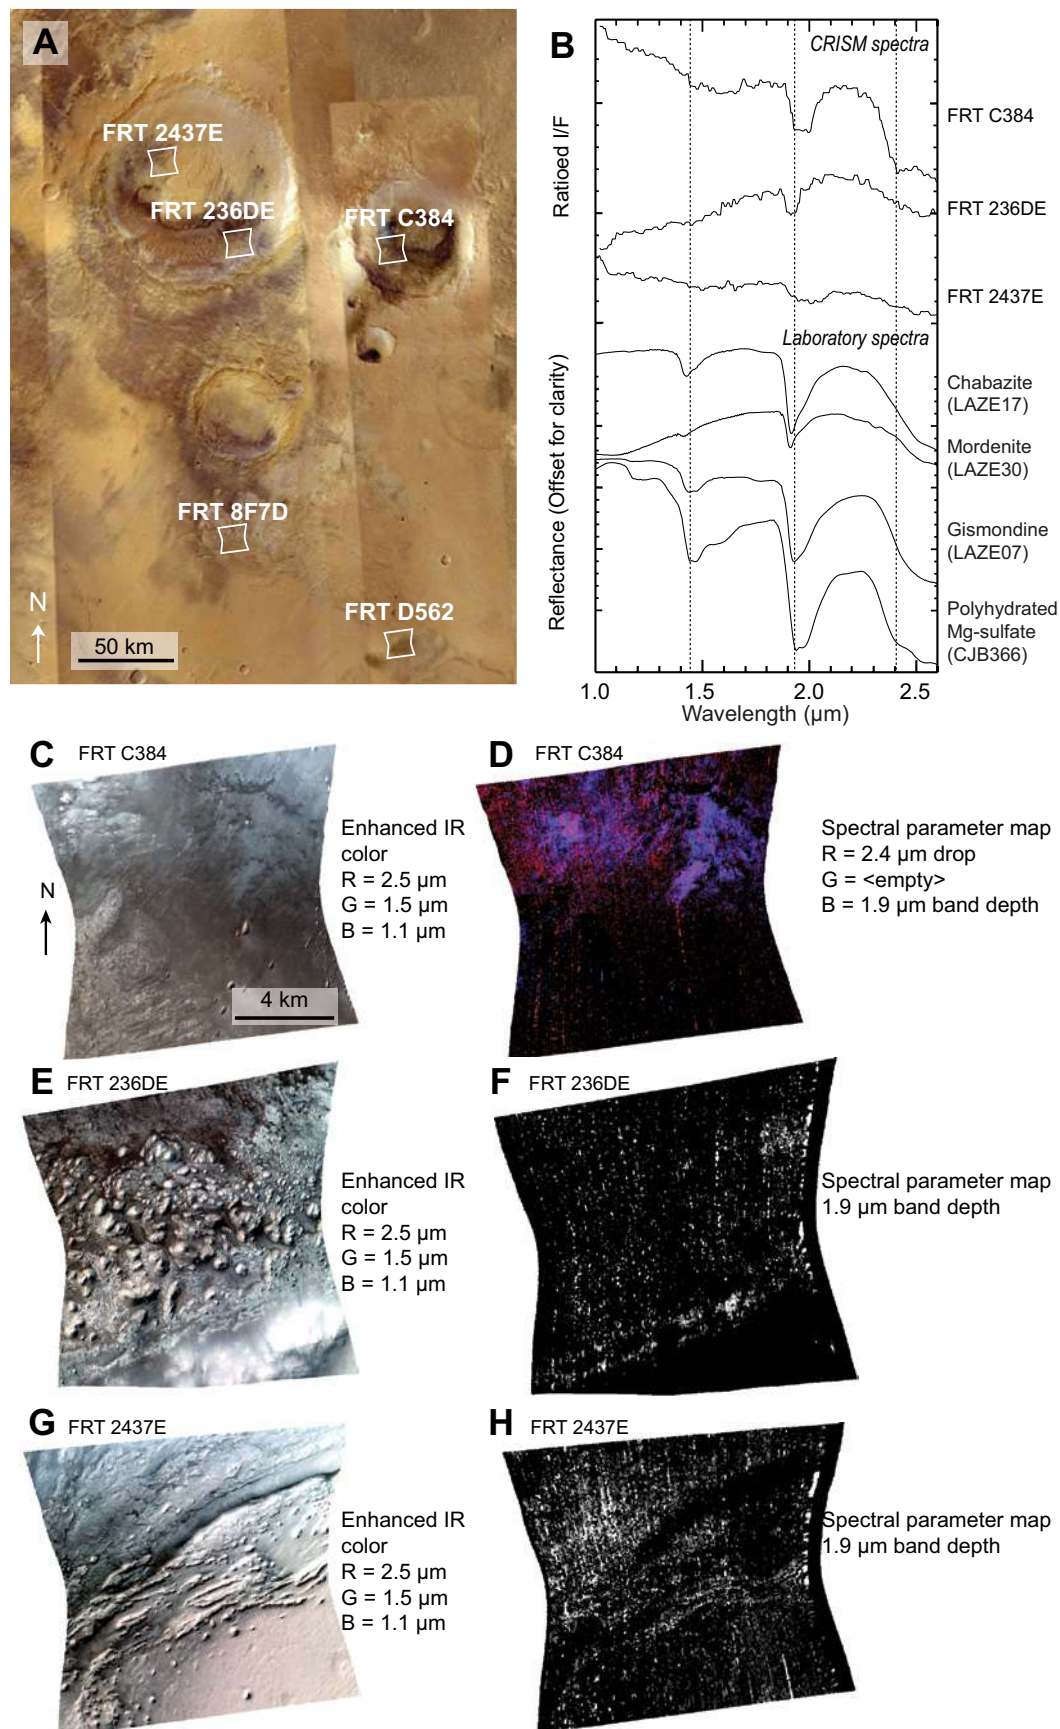 A
FRT 2437E
FRT 236DE
FRT C384
FRT 8F7D
FRT D562
N
50 km
B
CRISM spectra
Ratioed I/F
FRT C384
FRT 236DE
FRT 2437E
Laboratory spectra
Reflectance (Offset for clarity)
Chabazite
(LAZE17)
Mordenite
(LAZE30)
Gismondine
(LAZE07)
Polyhydrated
Mg-sulfate
(CJB366)
1.0
1.5
2.0
2.5
Wavelength (µm)
C
FRT C384
N
4 km
Enhanced IR
color
R = 2.5 µm
G = 1.5 µm
B = 1.1 µm
D
FRT C384
Spectral parameter map
R = 2.4 µm drop
G = <empty>
B = 1.9 µm band depth
E
FRT 236DE
Enhanced IR
color
R = 2.5 µm
G = 1.5 µm
B = 1.1 µm
F
FRT 236DE
Spectral parameter map
1.9 µm band depth
G
FRT 2437E
Enhanced IR
color
R = 2.5 µm
G = 1.5 µm
B = 1.1 µm
H
FRT 2437E
Spectral parameter map
1.9 µm band depth